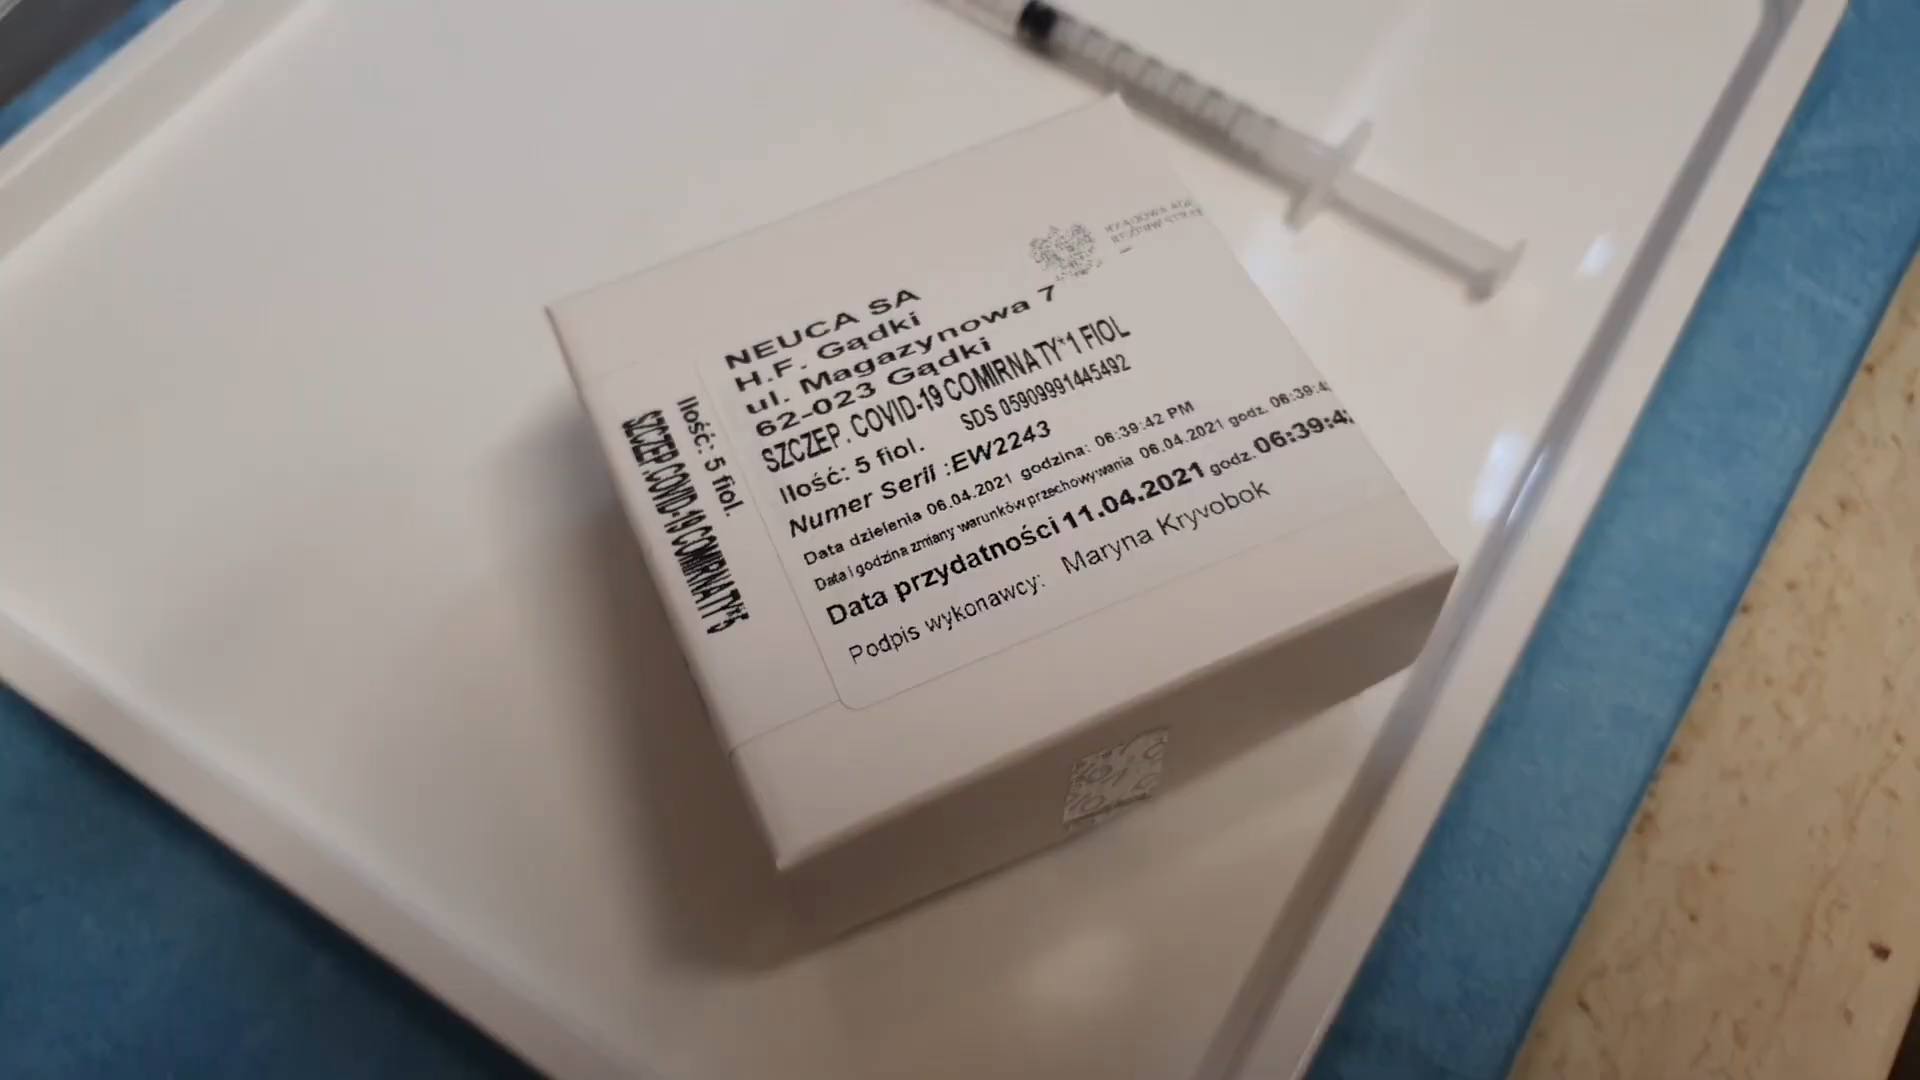 NEUCA SA
H.F. Gądki
ul. Magazynowa 7
62-023 Gądki
SZCZEP. COVID-19 COMIRNATY*1 FIOL
Ilość: 5 fiol. SDS 05909991445492
Numer Serii :EW2243
Data dzielenia 06.04.2021 godzina: 06:39:42 PM
Data i godzina zmiany warunków przechowywania 06.04.2021 godz. 06:39:4
Data przydatności 11.04.2021 godz. 06:39:4
Podpis wykonawcy: Maryna Kryvobok
Ilość: 5 fiol.
SZCZEP. COVID-19 COMIRNATY*5